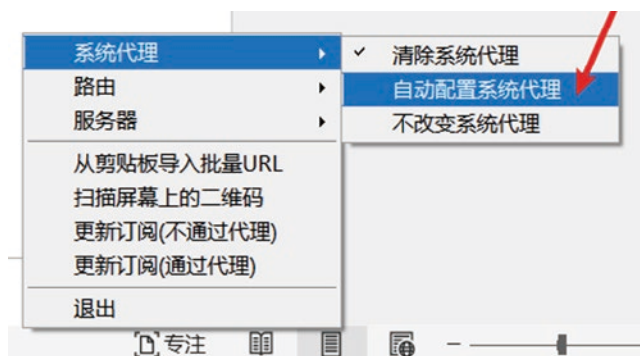 系统代理
路由
服务器
从剪贴板导入批量URL
扫描屏幕上的二维码
更新订阅(不通过代理)
更新订阅(通过代理)
退出
清除系统代理
自动配置系统代理
不改变系统代理
专注